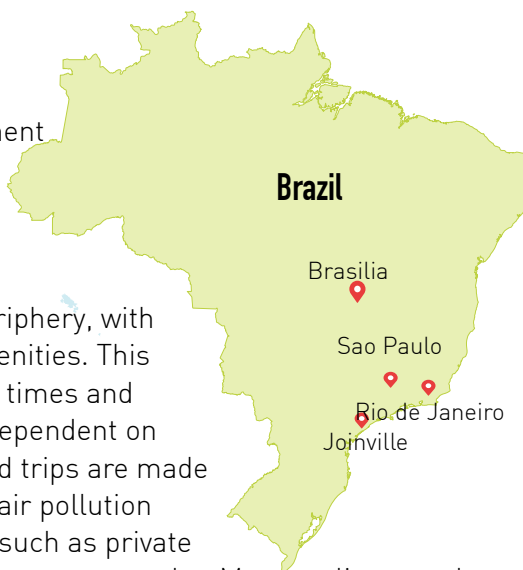 ment
Brazil
Brasilia
riphery, with
enities. This
Sao Paulo
times and
Rio de Janeiro
ependent on
Joinville
d trips are made
air pollution
such as private